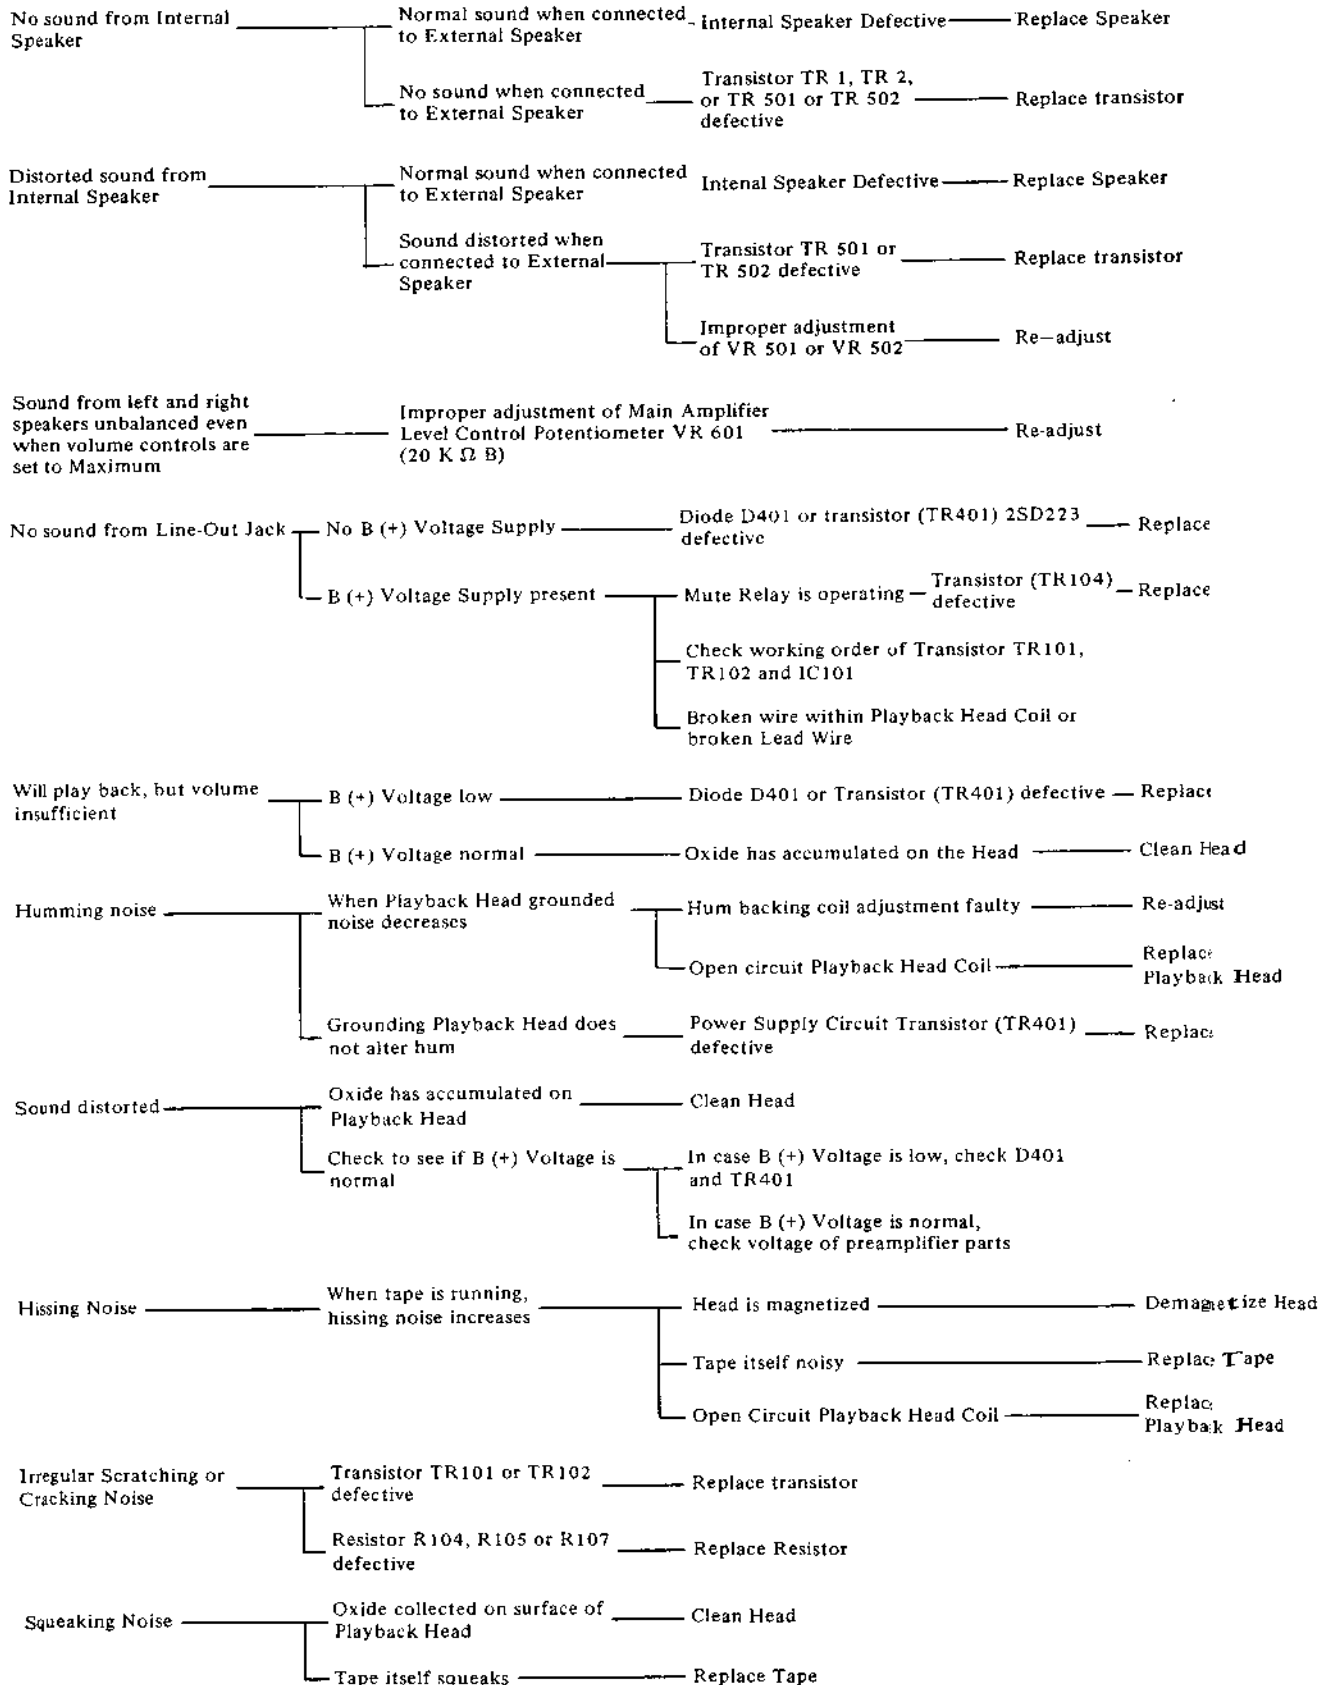 No sound from Internal
Speaker
Normal sound when connected
to External Speaker
Internal Speaker Defective
Replace Speaker
No sound when connected
to External Speaker
Transistor TR 1, TR 2,
or TR 501 or TR 502
defective
Replace transistor
Distorted sound from
Internal Speaker
Normal sound when connected
to External Speaker
Intenal Speaker Defective
Replace Speaker
Sound distorted when
connected to External
Speaker
Transistor TR 501 or
TR 502 defective
Replace transistor
Improper adjustment
of VR 501 or VR 502
Re-adjust
Sound from left and right
speakers unbalanced even
when volume controls are
set to Maximum
Improper adjustment of Main Amplifier
Level Control Potentiometer VR 601
(20 K Ω B)
Re-adjust
No sound from Line-Out Jack
No B (+) Voltage Supply
Diode D401 or transistor (TR401) 2SD223
defective
Replace
B (+) Voltage Supply present
Mute Relay is operating
Transistor (TR104)
defective
Replace
Check working order of Transistor TR101,
TR102 and IC101
Broken wire within Playback Head Coil or
broken Lead Wire
Will play back, but volume
insufficient
B (+) Voltage low
Diode D401 or Transistor (TR401) defective
Replace
B (+) Voltage normal
Oxide has accumulated on the Head
Clean Head
Humming noise
When Playback Head grounded
noise decreases
Hum backing coil adjustment faulty
Re-adjust
Open circuit Playback Head Coil
Replace
Playback Head
Grounding Playback Head does
not alter hum
Power Supply Circuit Transistor (TR401)
defective
Replace
Sound distorted
Oxide has accumulated on
Playback Head
Clean Head
Check to see if B (+) Voltage is
normal
In case B (+) Voltage is low, check D401
and TR401
In case B (+) Voltage is normal,
check voltage of preamplifier parts
Hissing Noise
When tape is running,
hissing noise increases
Head is magnetized
Demagnetize Head
Tape itself noisy
Replace Tape
Open Circuit Playback Head Coil
Replace
Playback Head
Irregular Scratching or
Cracking Noise
Transistor TR101 or TR102
defective
Replace transistor
Resistor R104, R105 or R107
defective
Replace Resistor
Squeaking Noise
Oxide collected on surface of
Playback Head
Clean Head
Tape itself squeaks
Replace Tape